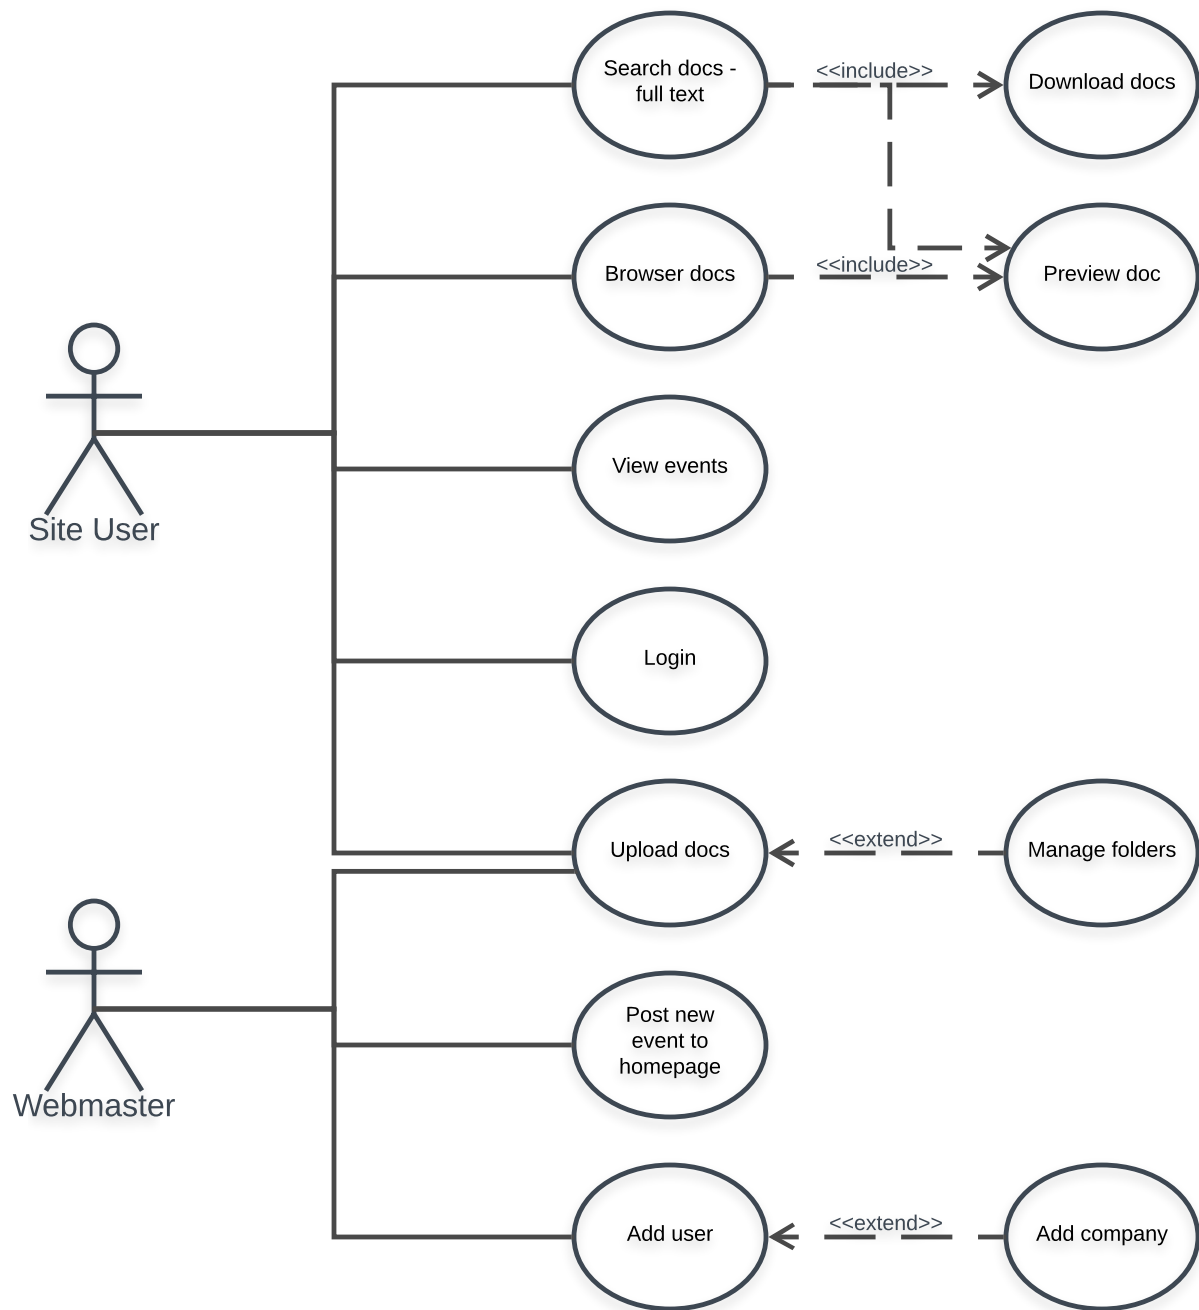 Search docs -
full text
<<include>>
Download docs
Browser docs
<<include>>
Preview doc
View events
Site User
Login
Upload docs
<<extend>>
Manage folders
Post new
event to
homepage
Webmaster
Add user
<<extend>>
Add company